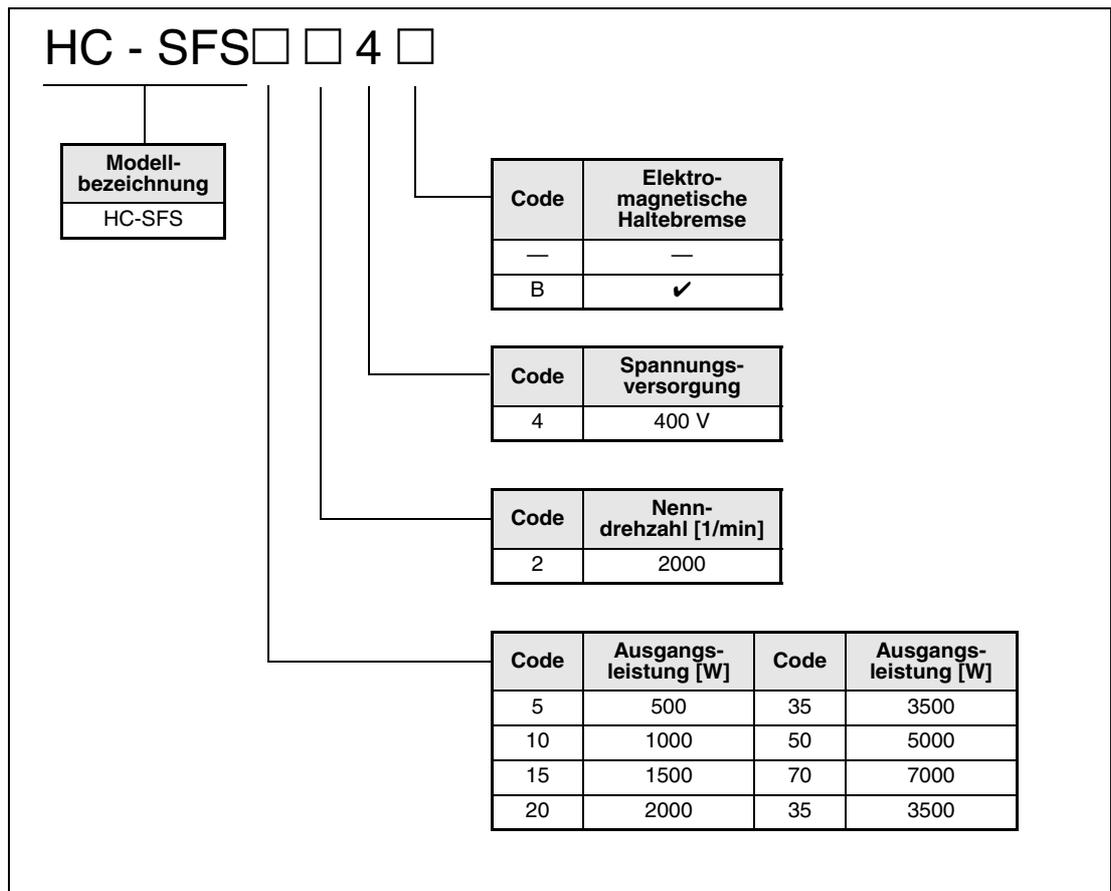 HC - SFS□ □ 4 □
Modell-
bezeichnung
HC-SFS
Code Elektro-
magnetische
Haltebremse
— —
B ✔
Code Spannungs-
versorgung
4 400 V
Code Nenn-
drehzahl [1/min]
2 2000
Code Ausgangs-
leistung [W] Code Ausgangs-
leistung [W]
5 500 35 3500
10 1000 50 5000
15 1500 70 7000
20 2000 35 3500